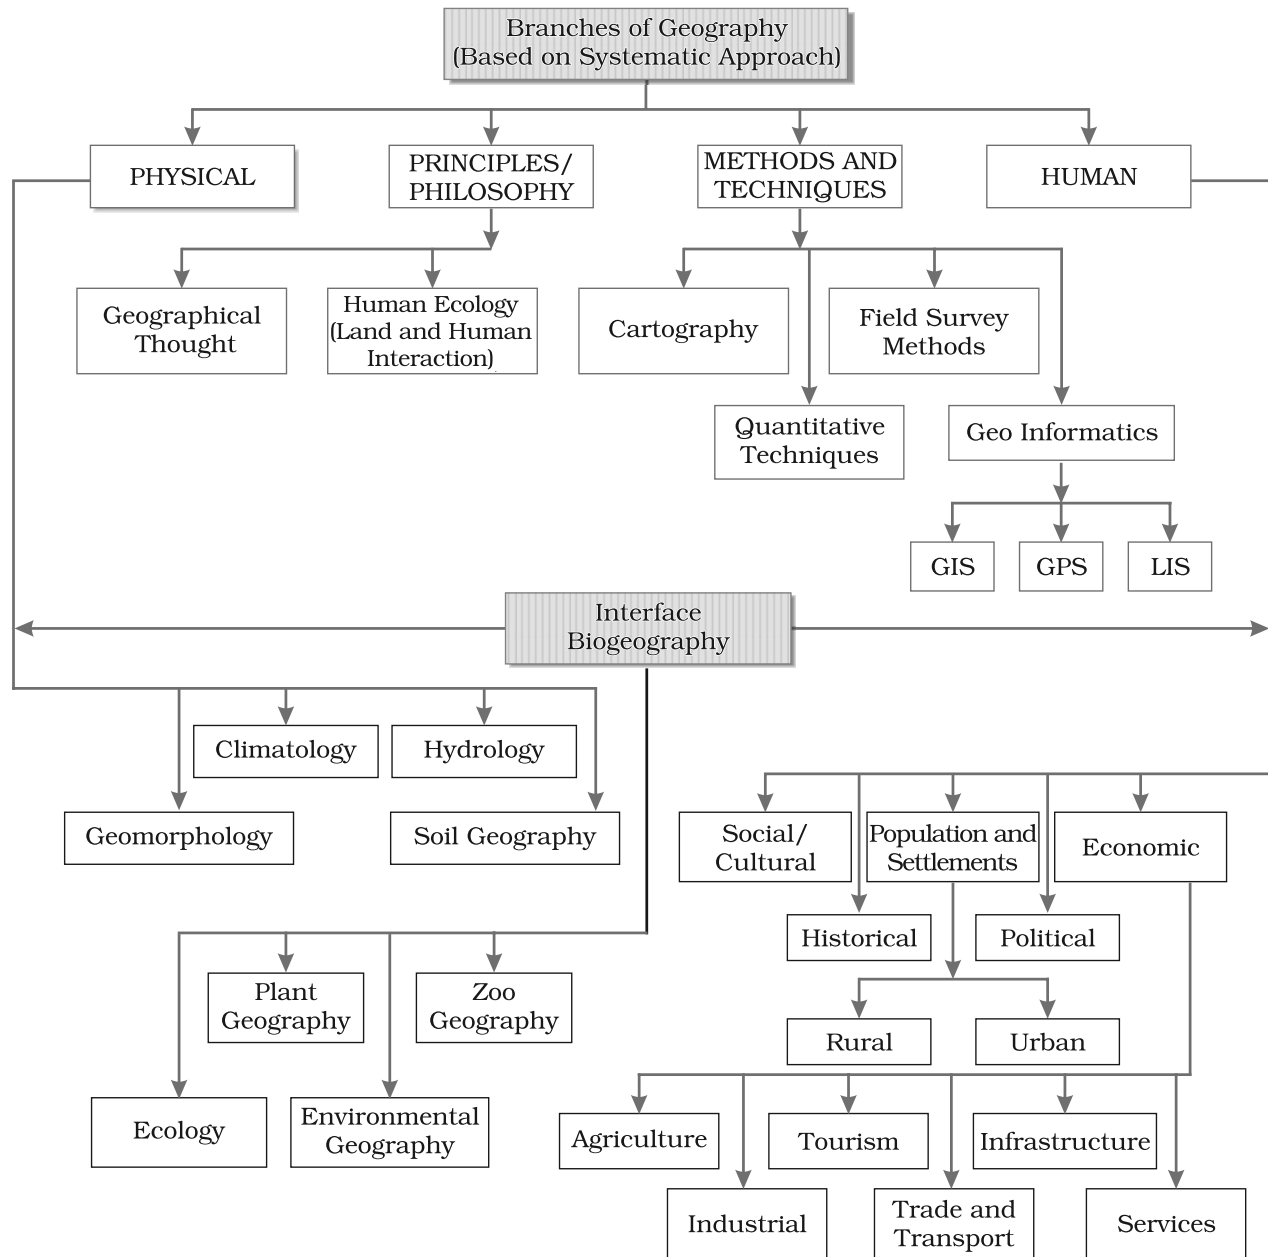 Branches of Geography
(Based on Systematic Approach)
PHYSICAL
PRINCIPLES/
PHILOSOPHY
METHODS AND
TECHNIQUES
HUMAN
Geographical
Thought
Human Ecology
(Land and Human
Interaction)
Cartography
Field Survey
Methods
Quantitative
Techniques
Geo Informatics
GIS
GPS
LIS
Interface
Biogeography
Climatology
Hydrology
Geomorphology
Soil Geography
Social/
Cultural
Population and
Settlements
Economic
Historical
Political
Plant
Geography
Zoo
Geography
Rural
Urban
Ecology
Environmental
Geography
Agriculture
Tourism
Infrastructure
Industrial
Trade and
Transport
Services